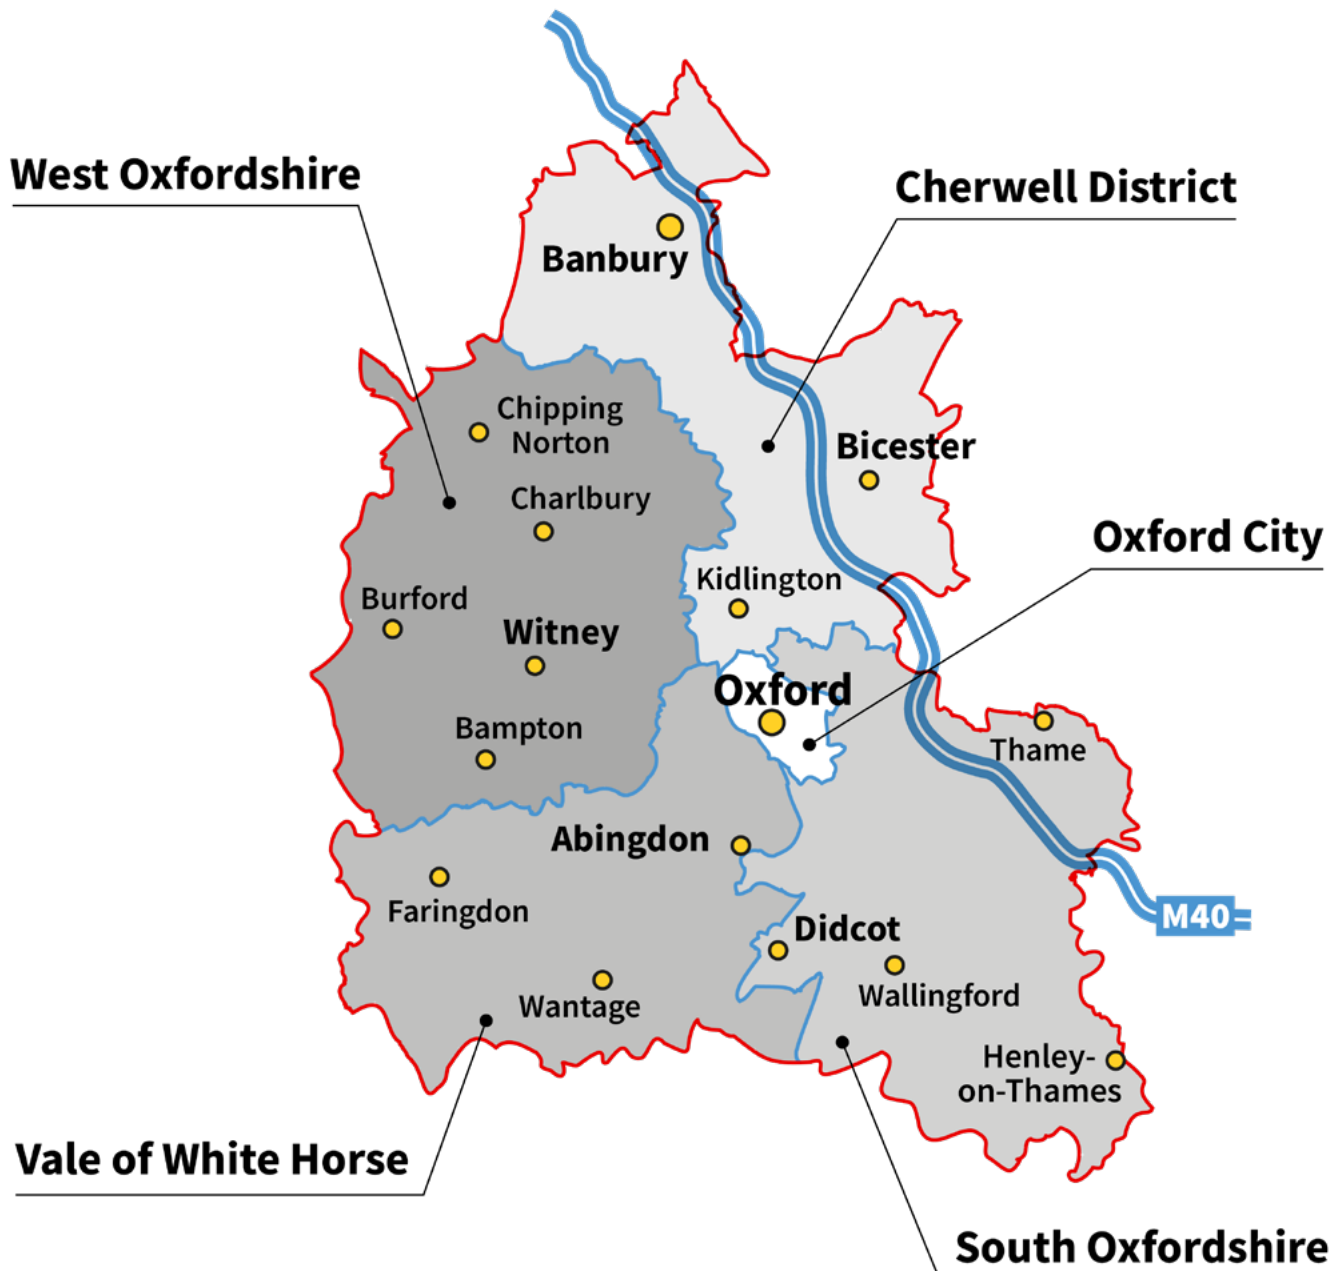 West Oxfordshire
Cherwell District
Banbury
Chipping
Norton
Bicester
Charlbury
Oxford City
Kidlington
Burford
Witney
Oxford
Bampton
Thame
Abingdon
Faringdon
M40
Didcot
Wallingford
Wantage
Henley-
on-Thames
Vale of White Horse
South Oxfordshire